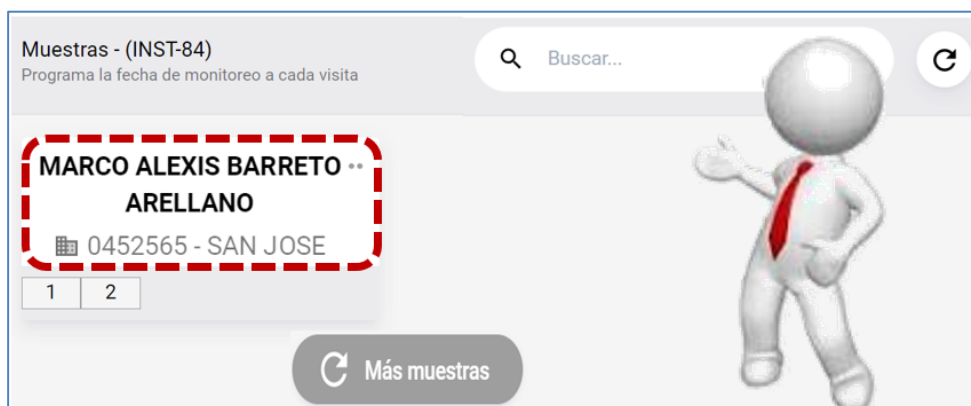 Muestras - (INST-84)
Programa la fecha de monitoreo a cada visita
Buscar...
MARCO ALEXIS BARRETO
ARELLANO
0452565 - SAN JOSE
1 2
Más muestras